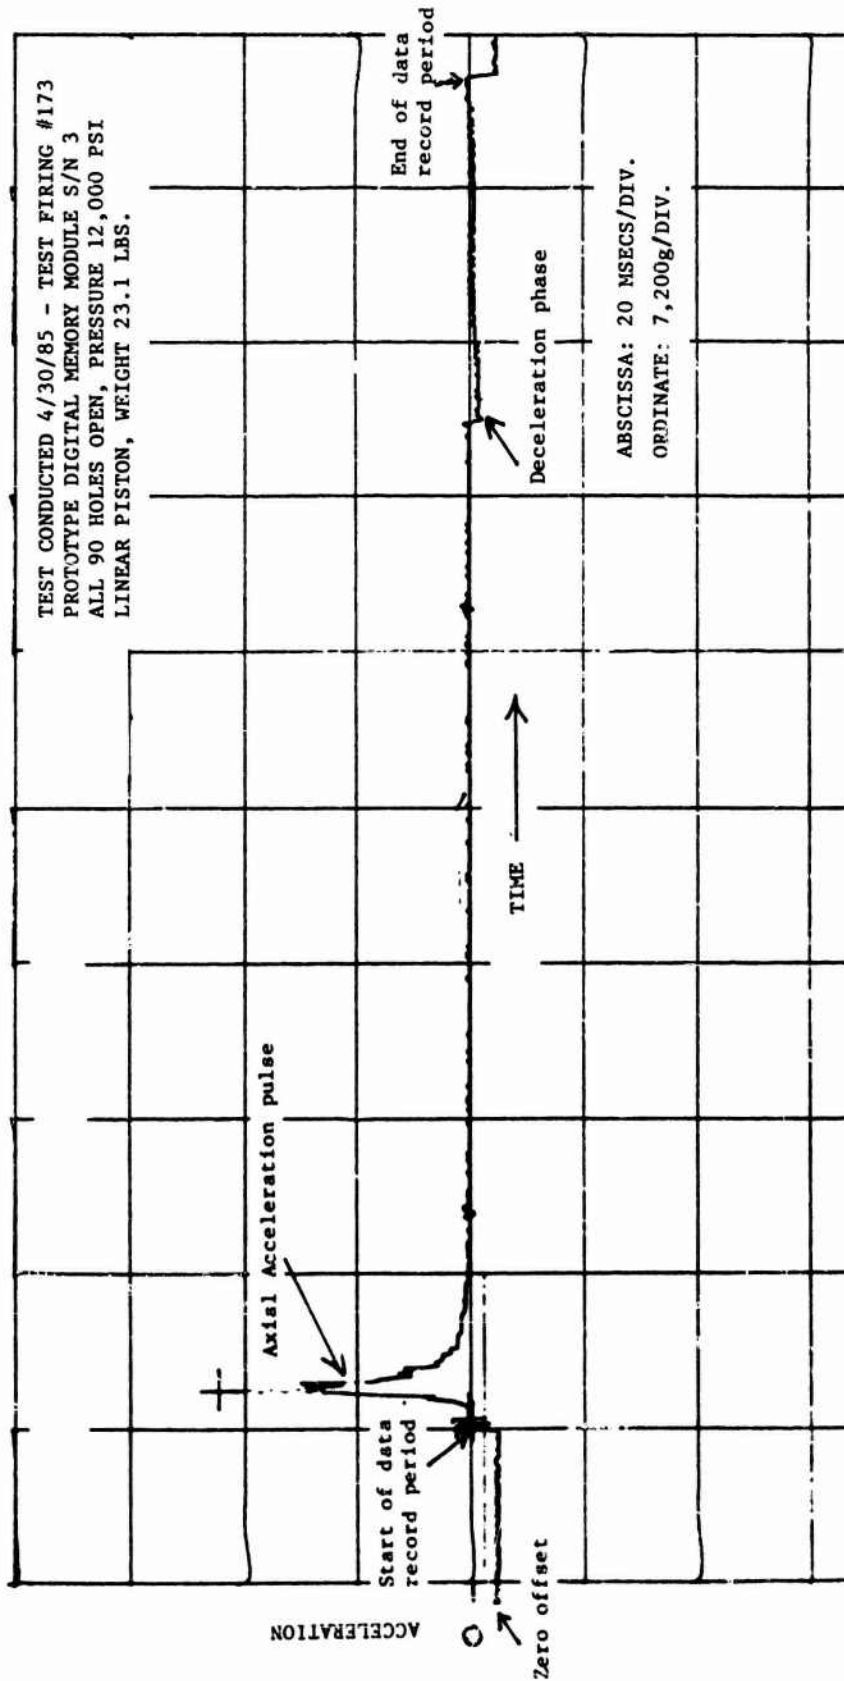 TEST CONDUCTED 4/30/85 - TEST FIRING #173
PROTOTYPE DIGITAL MEMORY MODULE S/N 3
ALL 90 HOLES OPEN, PRESSURE 12,000 PSI
LINEAR PISTON, WEIGHT 23.1 LBS.
Axial Acceleration pulse
End of data
record period
Start of data
record period
ACCELERATION
0
Zero offset
TIME
Deceleration phase
ABSCISSA: 20 MSECS/DIV.
ORDINATE: 7,200g/DIV.